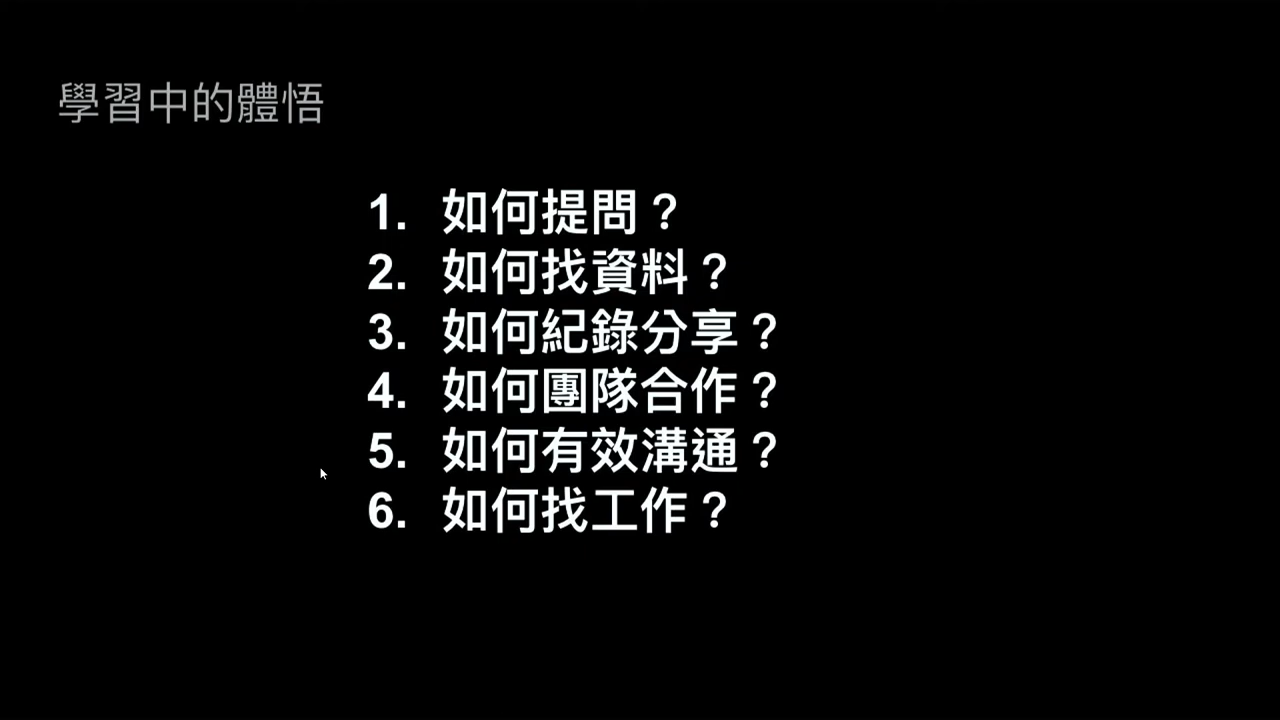 學習中的體悟
1. 如何提問？
2. 如何找資料？
3. 如何紀錄分享？
4. 如何團隊合作？
5. 如何有效溝通？
6. 如何找工作？